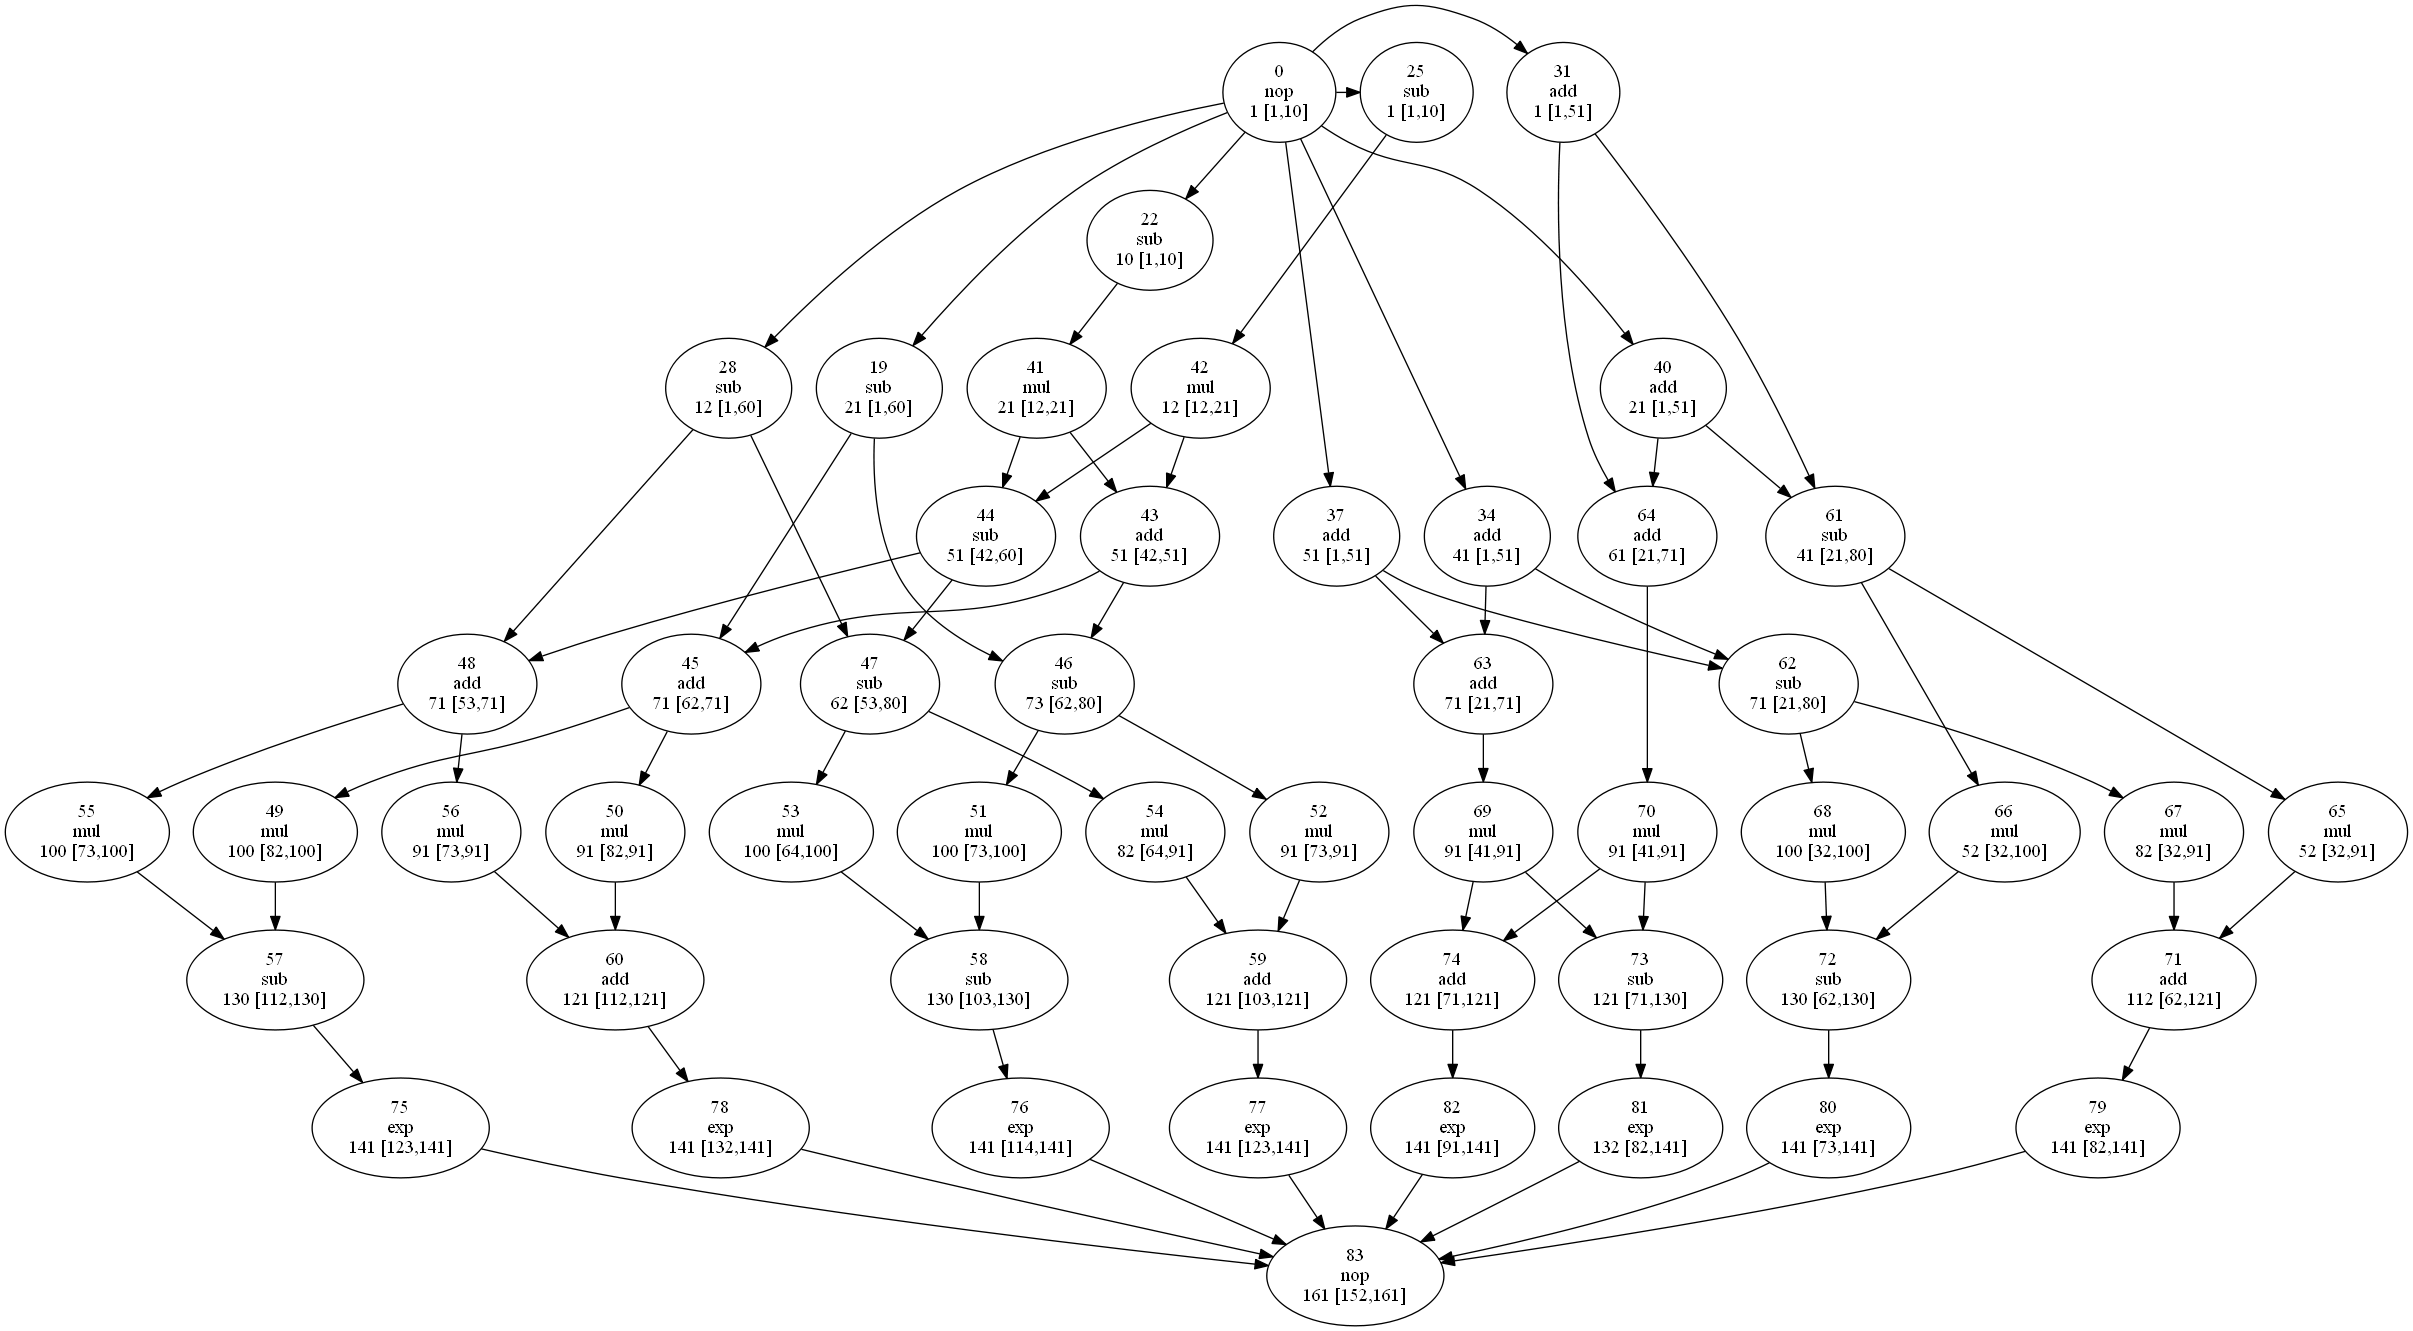 0
nop
1 [1,10]
25
sub
1 [1,10]
31
add
1 [1,51]
22
sub
10 [1,10]
28
sub
12 [1,60]
19
sub
21 [1,60]
41
mul
21 [12,21]
42
mul
12 [12,21]
40
add
21 [1,51]
44
sub
51 [42,60]
43
add
51 [42,51]
37
add
51 [1,51]
34
add
41 [1,51]
64
add
61 [21,71]
61
sub
41 [21,80]
48
add
71 [53,71]
45
add
71 [62,71]
47
sub
62 [53,80]
46
sub
73 [62,80]
63
add
71 [21,71]
62
sub
71 [21,80]
55
mul
100 [73,100]
49
mul
100 [82,100]
56
mul
91 [73,91]
50
mul
91 [82,91]
53
mul
100 [64,100]
51
mul
100 [73,100]
54
mul
82 [64,91]
52
mul
91 [73,91]
69
mul
91 [41,91]
70
mul
91 [41,91]
68
mul
100 [32,100]
66
mul
52 [32,100]
67
mul
82 [32,91]
65
mul
52 [32,91]
57
sub
130 [112,130]
60
add
121 [112,121]
58
sub
130 [103,130]
59
add
121 [103,121]
74
add
121 [71,121]
73
sub
121 [71,130]
72
sub
130 [62,130]
71
add
112 [62,121]
75
exp
141 [123,141]
78
exp
141 [132,141]
76
exp
141 [114,141]
77
exp
141 [123,141]
82
exp
141 [91,141]
81
exp
132 [82,141]
80
exp
141 [73,141]
79
exp
141 [82,141]
83
nop
161 [152,161]